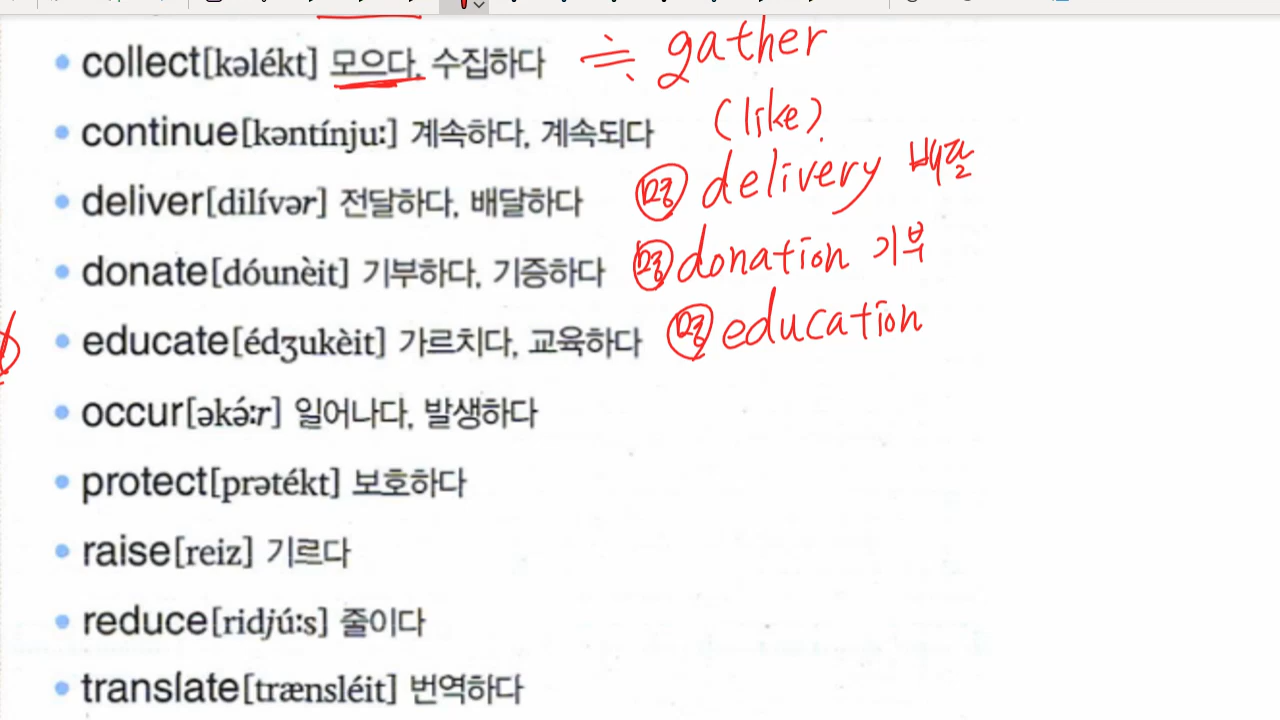 collect[kəlékt] 모으다, 수집하다 ≒ gather
(like)
continue[kəntínju:] 계속하다, 계속되다
deliver[dilívər] 전달하다, 배달하다 명 delivery 배달
donate[dóunèit] 기부하다, 기증하다 명 donation 기부
educate[édʒukèit] 가르치다, 교육하다 명 education
occur[əkə́:r] 일어나다, 발생하다
protect[prətékt] 보호하다
raise[reiz] 기르다
reduce[ridjú:s] 줄이다
translate[trænsléit] 번역하다